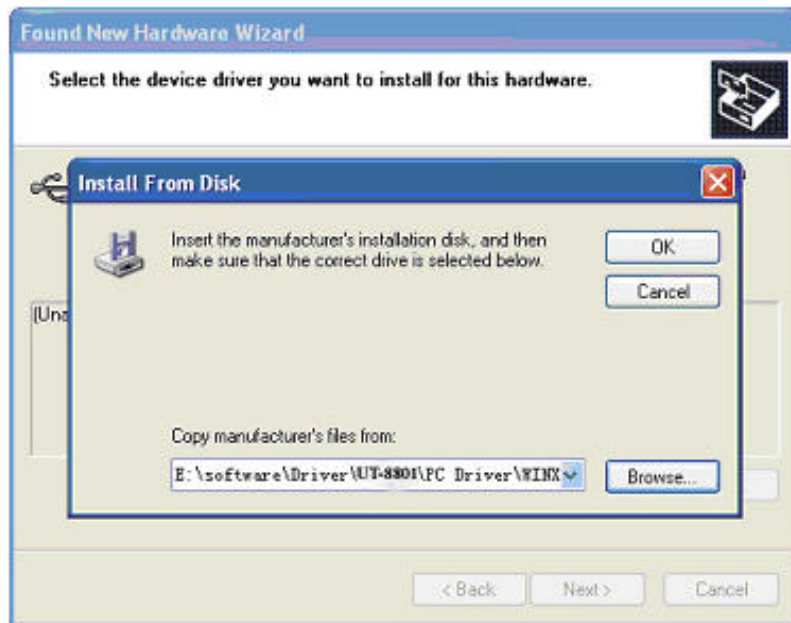 Found New Hardware Wizard
Select the device driver you want to install for this hardware.
Install From Disk
Insert the manufacturer's installation disk, and then
make sure that the correct drive is selected below.
OK
Cancel
(Una
Copy manufacturer's files from:
E:\software\Driver\UT-8801\PC Driver\WINX
Browse...
< Back
Next >
Cancel